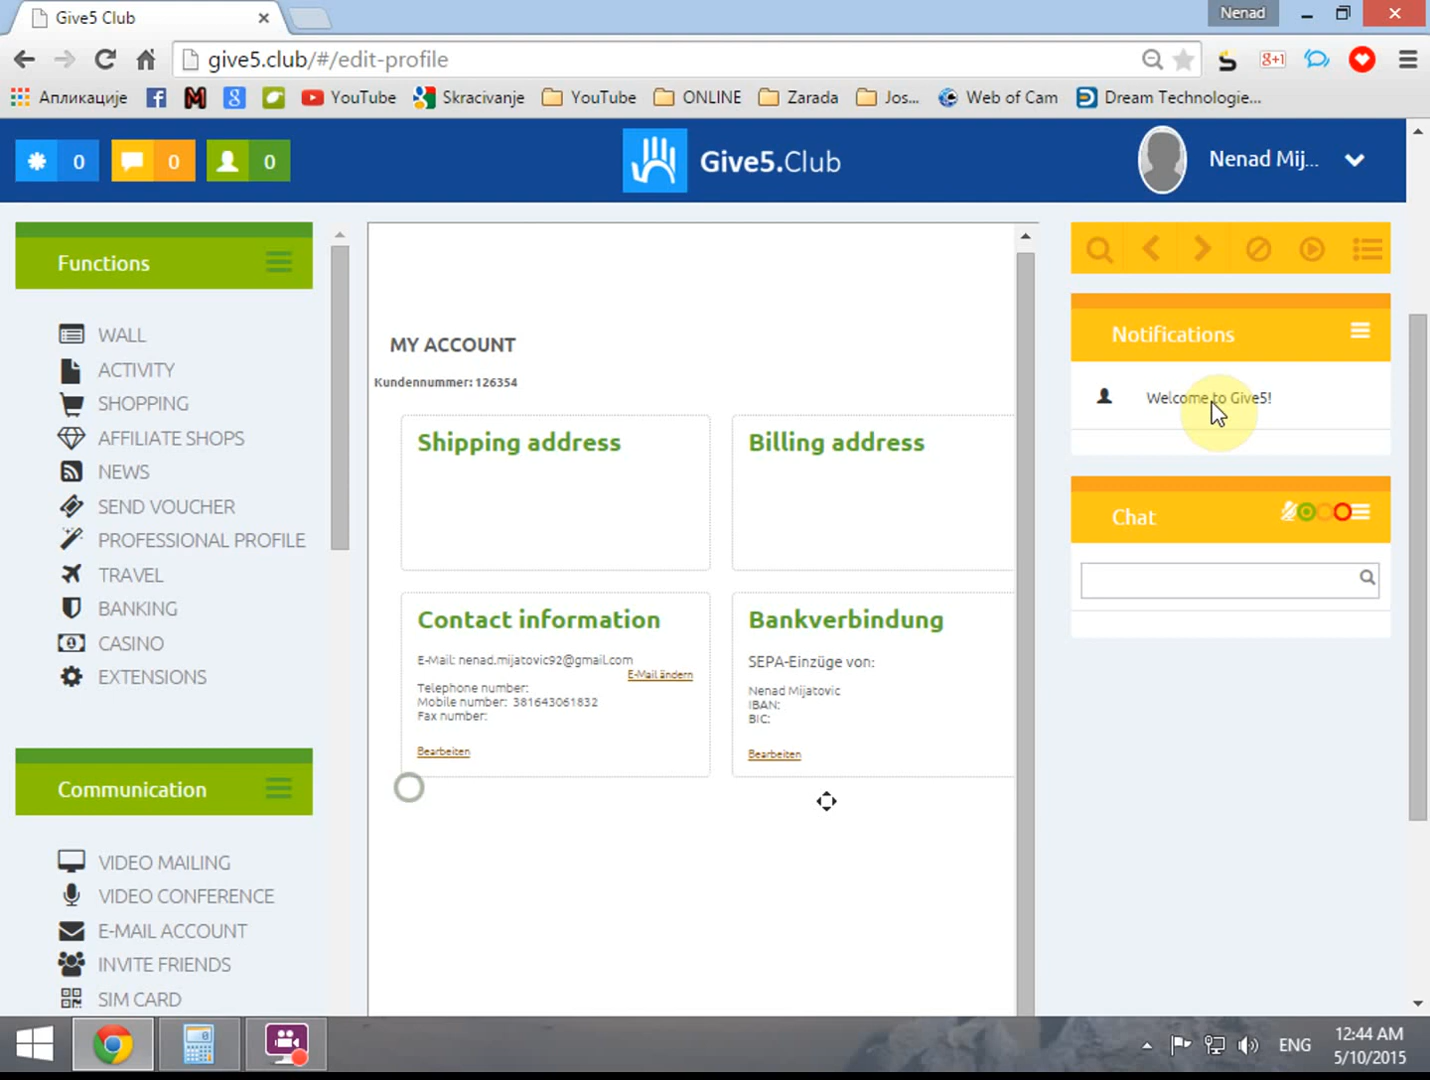 Give5 Club
Nenad
give5.club/#/edit-profile
g+1
Апликације
YouTube
Skracivanje
YouTube
ONLINE
Zarada
Jos...
Web of Cam
Dream Technologie...
0
0
0
Give5.Club
Nenad Mij...
Functions
WALL
ACTIVITY
SHOPPING
AFFILIATE SHOPS
NEWS
SEND VOUCHER
PROFESSIONAL PROFILE
TRAVEL
BANKING
CASINO
EXTENSIONS
Communication
VIDEO MAILING
VIDEO CONFERENCE
E-MAIL ACCOUNT
INVITE FRIENDS
SIM CARD
MY ACCOUNT
Kundennummer: 126354
Shipping address
Billing address
Contact information
E-Mail: nenad.mijatovic92@gmail.com
E-Mail ändern
Telephone number:
Mobile number: 381643061832
Fax number:
Bearbeiten
Bankverbindung
SEPA-Einzüge von:
Nenad Mijatovic
IBAN:
BIC:
Bearbeiten
Notifications
Welcome to Give5!
Chat
ENG
12:44 AM
5/10/2015